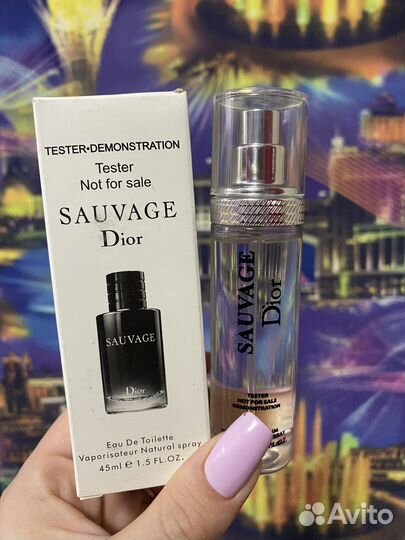 TESTER•DEMONSTRATION
Tester
Not for sale
SAUVAGE
Dior
SAUVAGE
Dior
Eau De Toilette
Vaporisateur Natural spray
45ml e 1.5 FL.OZ.
SAUVAGE
Dior
TESTER
NOT FOR SALE
DEMONSTRATION
Avito